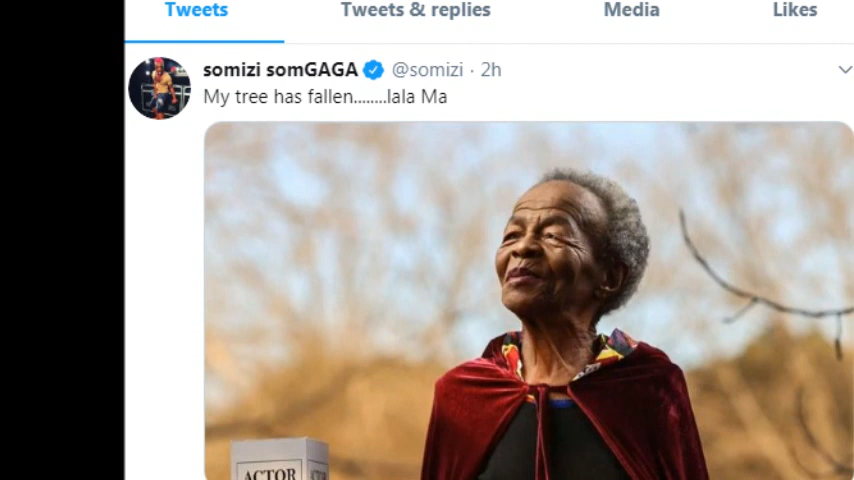 Tweets Tweets & replies Media Likes
somizi somGAGA @somizi · 2h
My tree has fallen........lala Ma
ACTOR